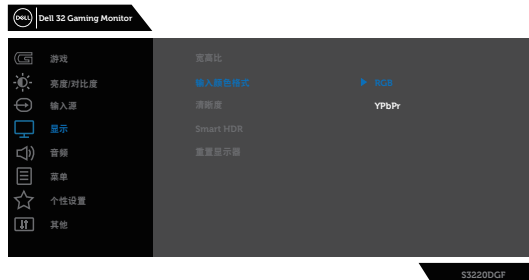 DELL Dell 32 Gaming Monitor
游戏
亮度/对比度
输入源
显示
音频
菜单
个性设置
其他
宽高比
输入颜色格式
清晰度
Smart HDR
重置显示器
RGB
YPbPr
S3220DGF